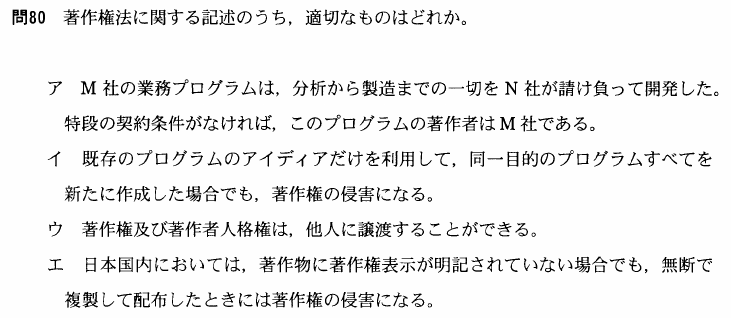 問80 著作権法に関する記述のうち，適切なものはどれか。
ア M 社の業務プログラムは，分析から製造までの一切を N 社が請け負って開発した。
特段の契約条件がなければ，このプログラムの著作者は M 社である。
イ 既存のプログラムのアイディアだけを利用して，同一目的のプログラムすべてを
新たに作成した場合でも，著作権の侵害になる。
ウ 著作権及び著作者人格権は，他人に譲渡することができる。
エ 日本国内においては，著作物に著作権表示が明記されていない場合でも，無断で
複製して配布したときには著作権の侵害になる。